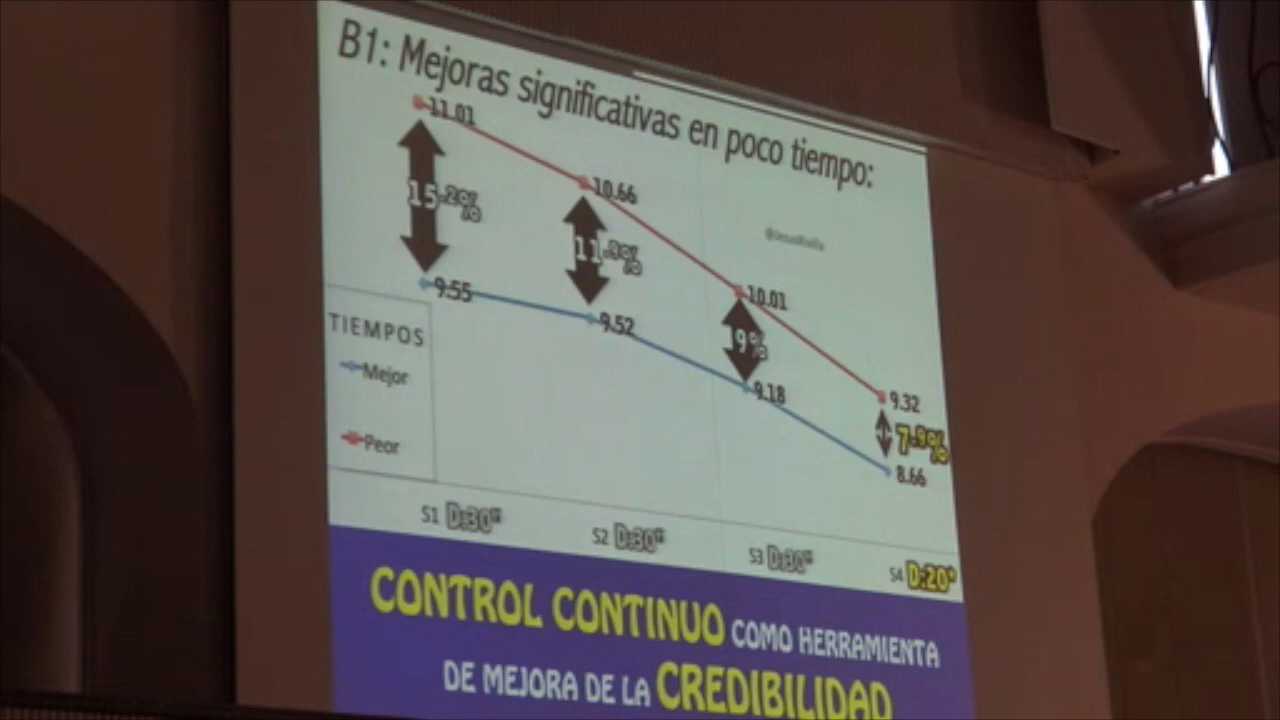 B1: Mejoras significativas en poco tiempo:
11.01
15.2%
10.66
11.9%
@JesusRivilla
10.01
9%
9.55
9.52
9.18
9.32
7.9%
8.66
TIEMPOS
Mejor
Peor
S1 D:30"
S2 D:30"
S3 D:30"
S4 D:20"
CONTROL CONTINUO COMO HERRAMIENTA
DE MEJORA DE LA CREDIBILIDAD